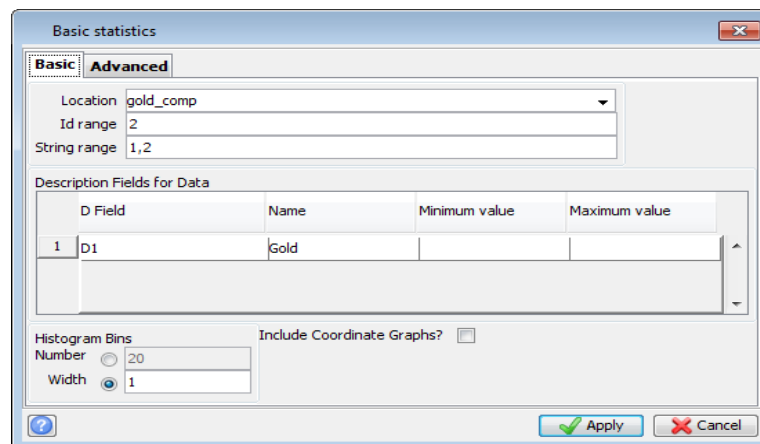 Basic statistics
Basic Advanced
Location gold_comp
Id range 2
String range 1,2
Description Fields for Data
D Field Name Minimum value Maximum value
1 D1 Gold
Histogram Bins
Include Coordinate Graphs?
Number 20
Width 1
? Apply Cancel